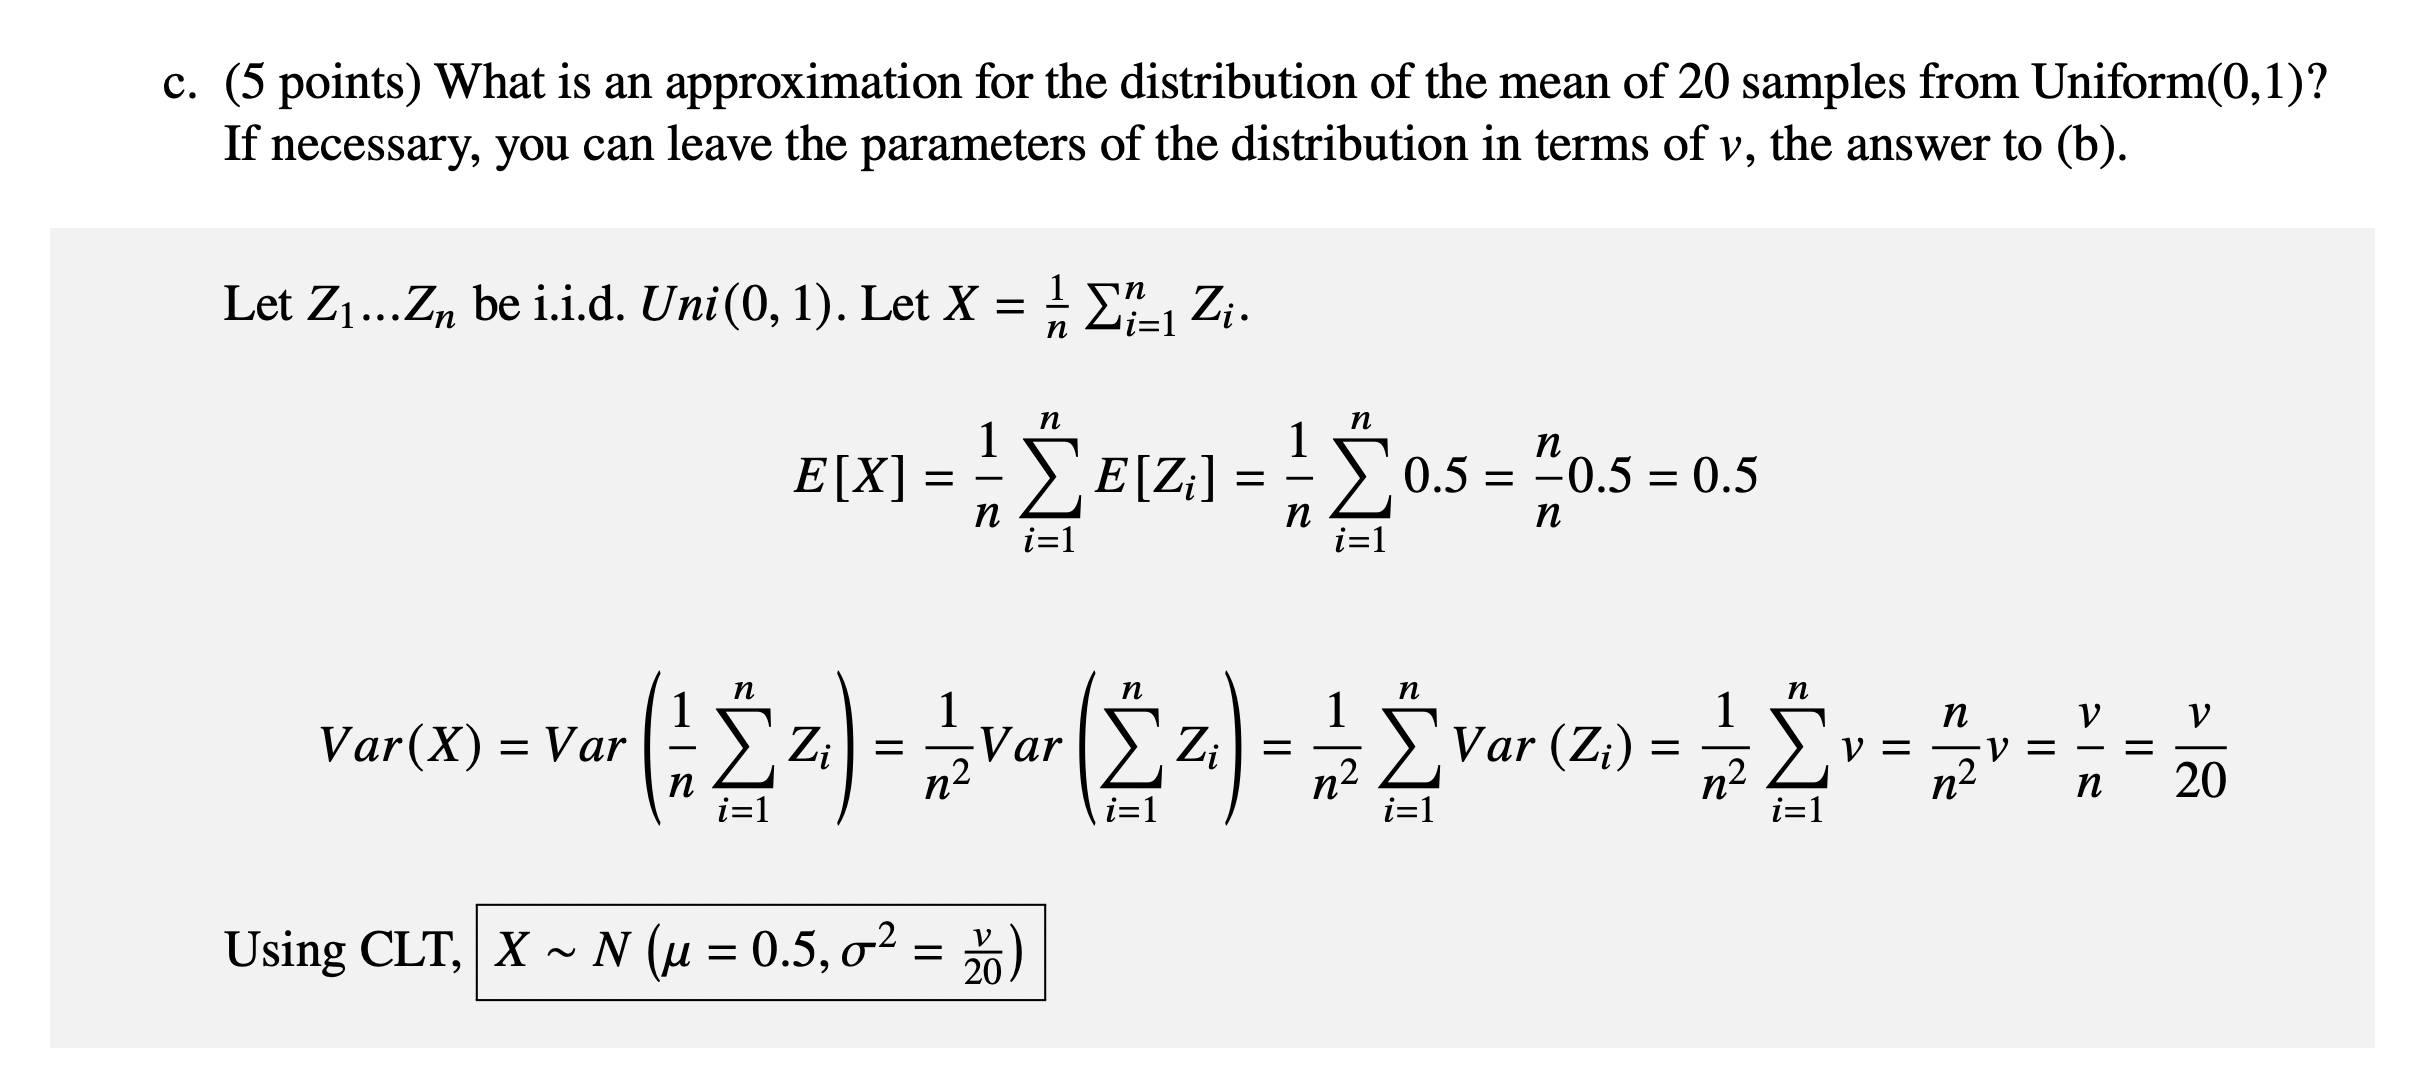 c. (5 points) What is an approximation for the distribution of the mean of 20 samples from Uniform(0,1)?
If necessary, you can leave the parameters of the distribution in terms of v, the answer to (b).
Let Z₁...Zₙ be i.i.d. Uni(0, 1). Let X = \frac{1}{n} \sum_{i=1}^{n} Z_i.
E[X] = \frac{1}{n} \sum_{i=1}^{n} E[Z_i] = \frac{1}{n} \sum_{i=1}^{n} 0.5 = \frac{n}{n} 0.5 = 0.5
Var(X) = Var \left( \frac{1}{n} \sum_{i=1}^{n} Z_i \right) = \frac{1}{n^2} Var \left( \sum_{i=1}^{n} Z_i \right) = \frac{1}{n^2} \sum_{i=1}^{n} Var (Z_i) = \frac{1}{n^2} \sum_{i=1}^{n} v = \frac{n}{n^2} v = \frac{v}{n} = \frac{v}{20}
Using CLT, X ~ N \left( \mu = 0.5, \sigma^2 = \frac{v}{20} \right)